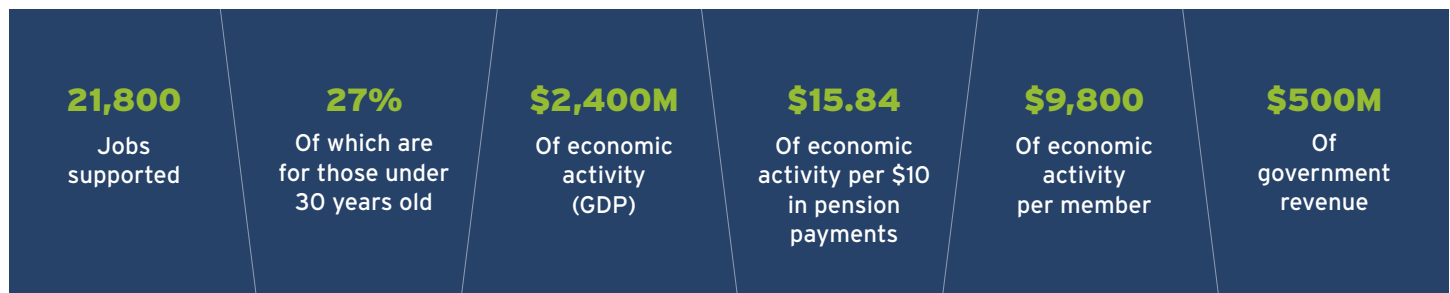 21,800
Jobs
supported
27%
Of which are
for those under
30 years old
$2,400M
Of economic
activity
(GDP)
$15.84
Of economic
activity per $10
in pension
payments
$9,800
Of economic
activity
per member
$500M
Of
government
revenue